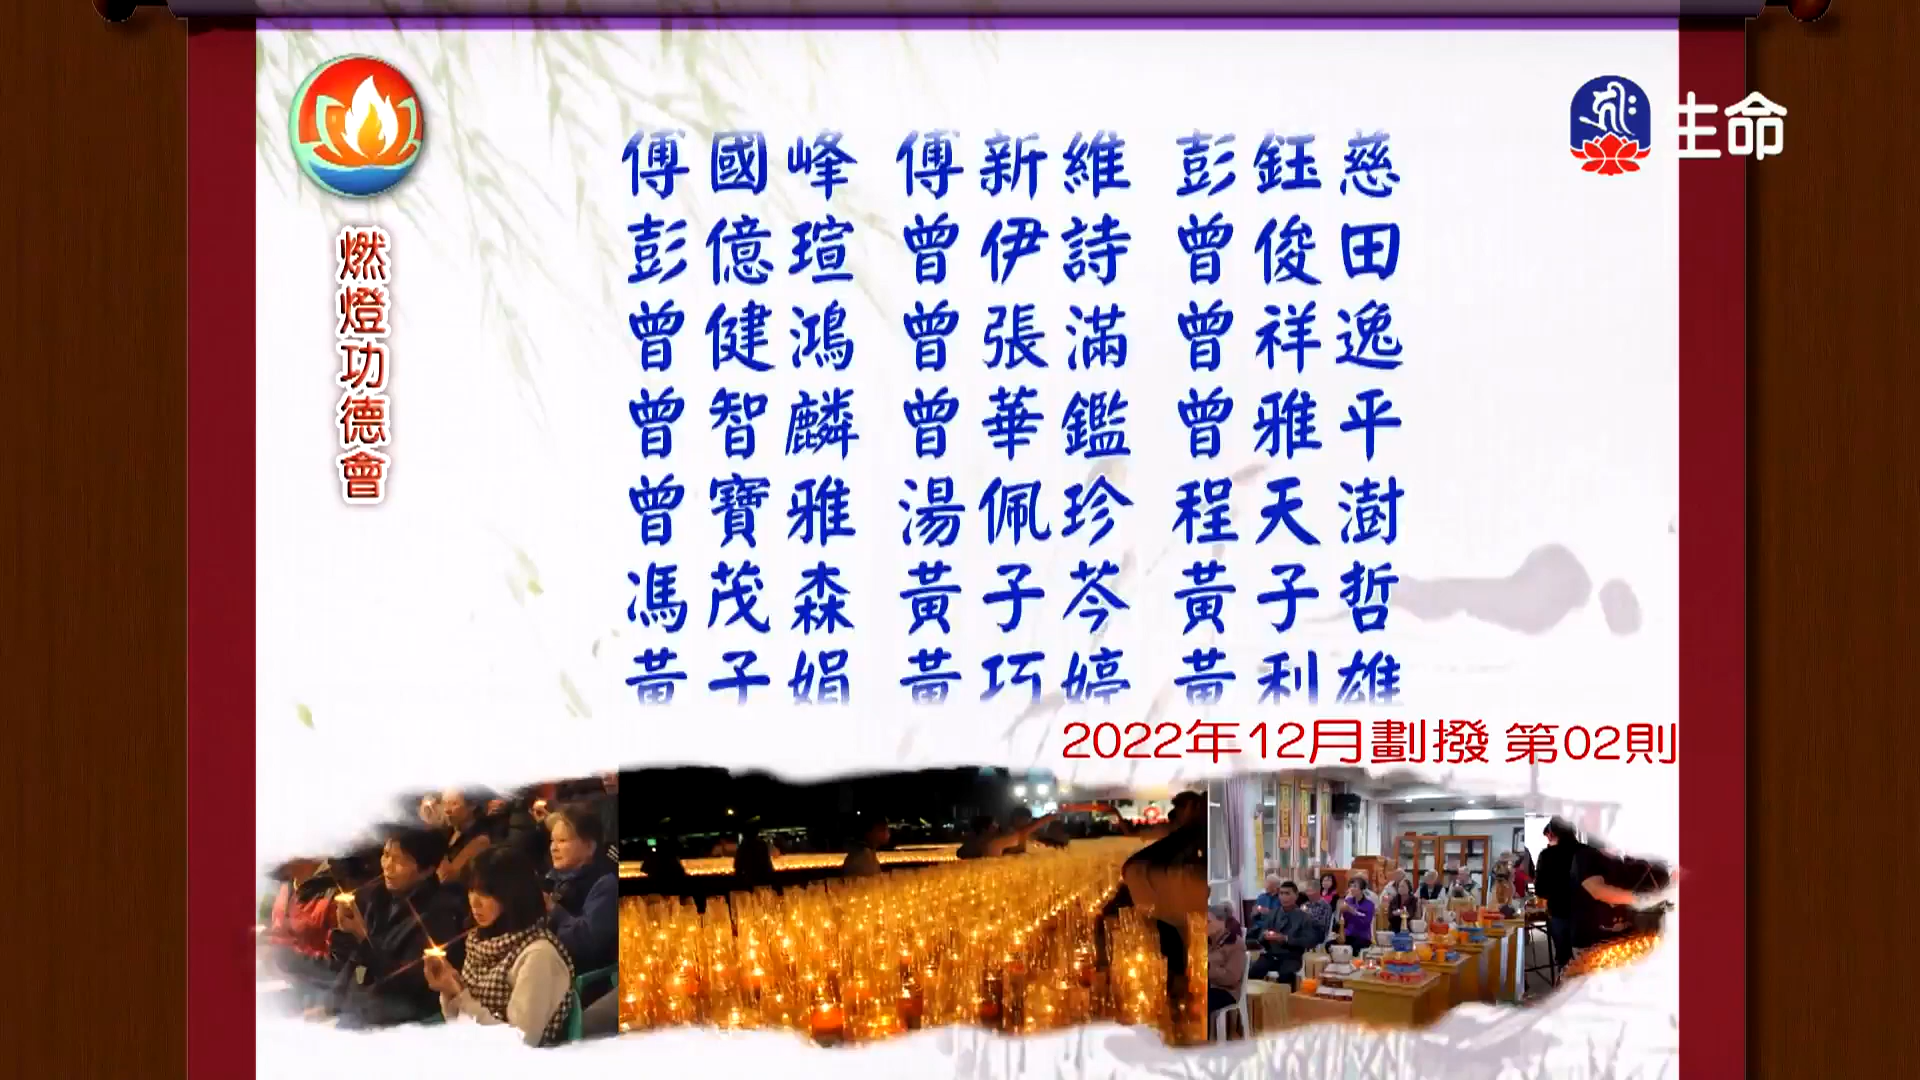 生命
燃燈功德會
傅國峰 傅新維 彭鈺慈
彭億瑄 曾伊詩 曾俊田
曾健鴻 曾張滿 曾祥逸
曾智麟 曾華鑑 曾雅平
曾寶雅 湯佩珍 程天澍
馮茂森 黃子芩 黃子哲
黃子娟 黃巧婷 黃利雄
2022年12月劃撥 第02則